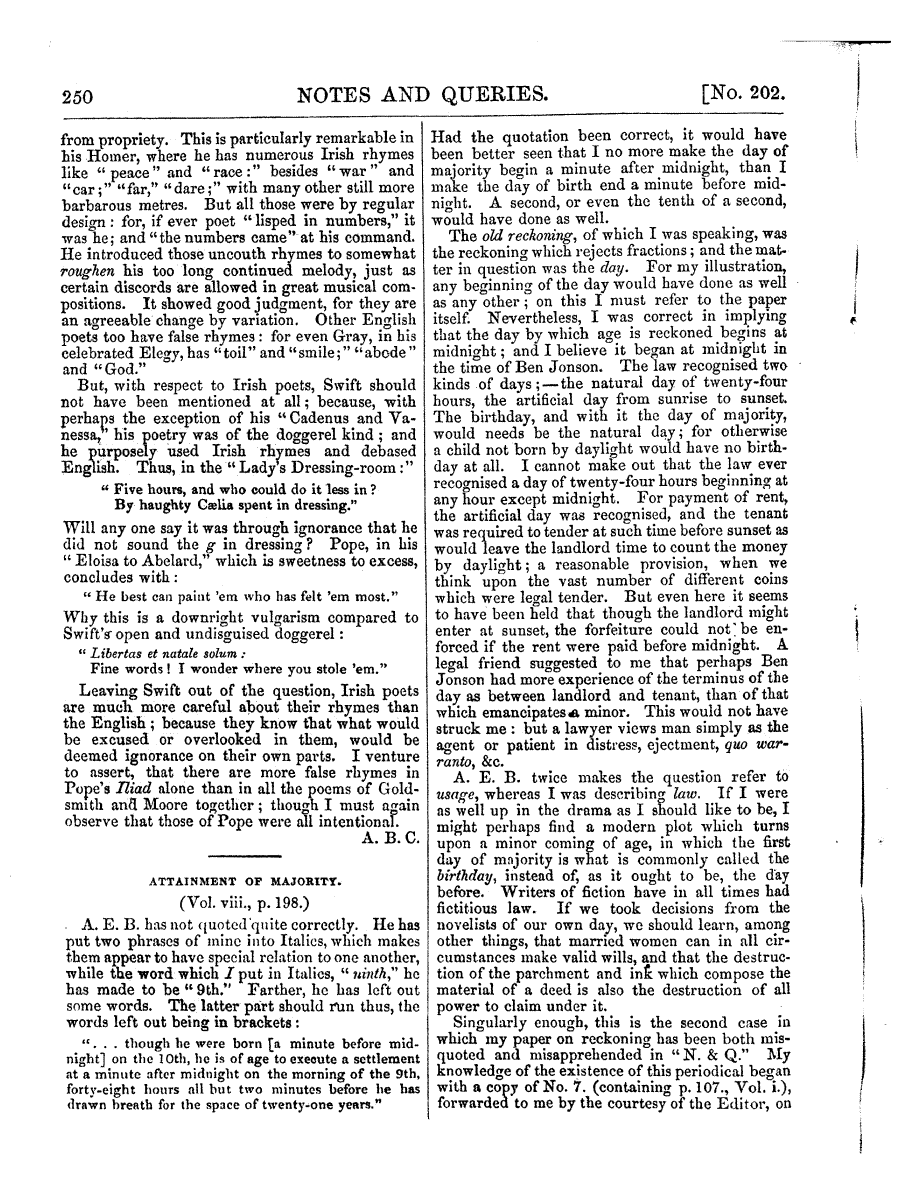 250 NOTES AND QUERIES. [No. 202.
from propriety. This is particularly remarkable in
his Homer, where he has numerous Irish rhymes
like "peace" and "race:" besides "war" and
"car;" "far," "dare;" with many other still more
barbarous metres. But all those were by regular
design: for, if ever poet "lisped in numbers," it
was he; and "the numbers came" at his command.
He introduced those uncouth rhymes to somewhat
roughen his too long continued melody, just as
certain discords are allowed in great musical com-
positions. It showed good judgment, for they are
an agreeable change by variation. Other English
poets too have false rhymes: for even Gray, in his
celebrated Elegy, has "toil" and "smile;" "abode"
and "God."
But, with respect to Irish poets, Swift should
not have been mentioned at all; because, with
perhaps the exception of his "Cadenus and Va-
nessa," his poetry was of the doggerel kind; and
he purposely used Irish rhymes and debased
English. Thus, in the "Lady's Dressing-room:"
"Five hours, and who could do it less in?
By haughty Cælia spent in dressing."
Will any one say it was through ignorance that he
did not sound the g in dressing? Pope, in his
"Eloisa to Abelard," which is sweetness to excess,
concludes with:
"He best can paint 'em who has felt 'em most."
Why this is a downright vulgarism compared to
Swift's open and undisguised doggerel:
"Libertas et natale solum:
Fine words! I wonder where you stole 'em."
Leaving Swift out of the question, Irish poets
are much more careful about their rhymes than
the English; because they know that what would
be excused or overlooked in them, would be
deemed ignorance on their own parts. I venture
to assert, that there are more false rhymes in
Pope's Iliad alone than in all the poems of Gold-
smith and Moore together; though I must again
observe that those of Pope were all intentional.
A. B. C.
ATTAINMENT OF MAJORITY.
(Vol. viii., p. 198.)
A. E. B. has not quoted quite correctly. He has
put two phrases of mine into Italics, which makes
them appear to have special relation to one another,
while the word which I put in Italics, "ninth," he
has made to be "9th." Farther, he has left out
some words. The latter part should run thus, the
words left out being in brackets:
". . . though he were born [a minute before mid-
night] on the 10th, he is of age to execute a settlement
at a minute after midnight on the morning of the 9th,
forty-eight hours all but two minutes before he has
drawn breath for the space of twenty-one years."
Had the quotation been correct, it would have
been better seen that I no more make the day of
majority begin a minute after midnight, than I
make the day of birth end a minute before mid-
night. A second, or even the tenth of a second,
would have done as well.
The old reckoning, of which I was speaking, was
the reckoning which rejects fractions; and the mat-
ter in question was the day. For my illustration,
any beginning of the day would have done as well
as any other; on this I must refer to the paper
itself. Nevertheless, I was correct in implying
that the day by which age is reckoned begins at
midnight; and I believe it began at midnight in
the time of Ben Jonson. The law recognised two
kinds of days;—the natural day of twenty-four
hours, the artificial day from sunrise to sunset.
The birthday, and with it the day of majority,
would needs be the natural day; for otherwise
a child not born by daylight would have no birth-
day at all. I cannot make out that the law ever
recognised a day of twenty-four hours beginning at
any hour except midnight. For payment of rent,
the artificial day was recognised, and the tenant
was required to tender at such time before sunset as
would leave the landlord time to count the money
by daylight; a reasonable provision, when we
think upon the vast number of different coins
which were legal tender. But even here it seems
to have been held that though the landlord might
enter at sunset, the forfeiture could not be en-
forced if the rent were paid before midnight. A
legal friend suggested to me that perhaps Ben
Jonson had more experience of the terminus of the
day as between landlord and tenant, than of that
which emancipates a minor. This would not have
struck me: but a lawyer views man simply as the
agent or patient in distress, ejectment, quo war-
ranto, &c.
A. E. B. twice makes the question refer to
usage, whereas I was describing law. If I were
as well up in the drama as I should like to be, I
might perhaps find a modern plot which turns
upon a minor coming of age, in which the first
day of majority is what is commonly called the
birthday, instead of, as it ought to be, the day
before. Writers of fiction have in all times had
fictitious law. If we took decisions from the
novelists of our own day, we should learn, among
other things, that married women can in all cir-
cumstances make valid wills, and that the destruc-
tion of the parchment and ink which compose the
material of a deed is also the destruction of all
power to claim under it.
Singularly enough, this is the second case in
which my paper on reckoning has been both mis-
quoted and misapprehended in "N. & Q." My
knowledge of the existence of this periodical began
with a copy of No. 7. (containing p. 107., Vol. i.),
forwarded to me by the courtesy of the Editor, on